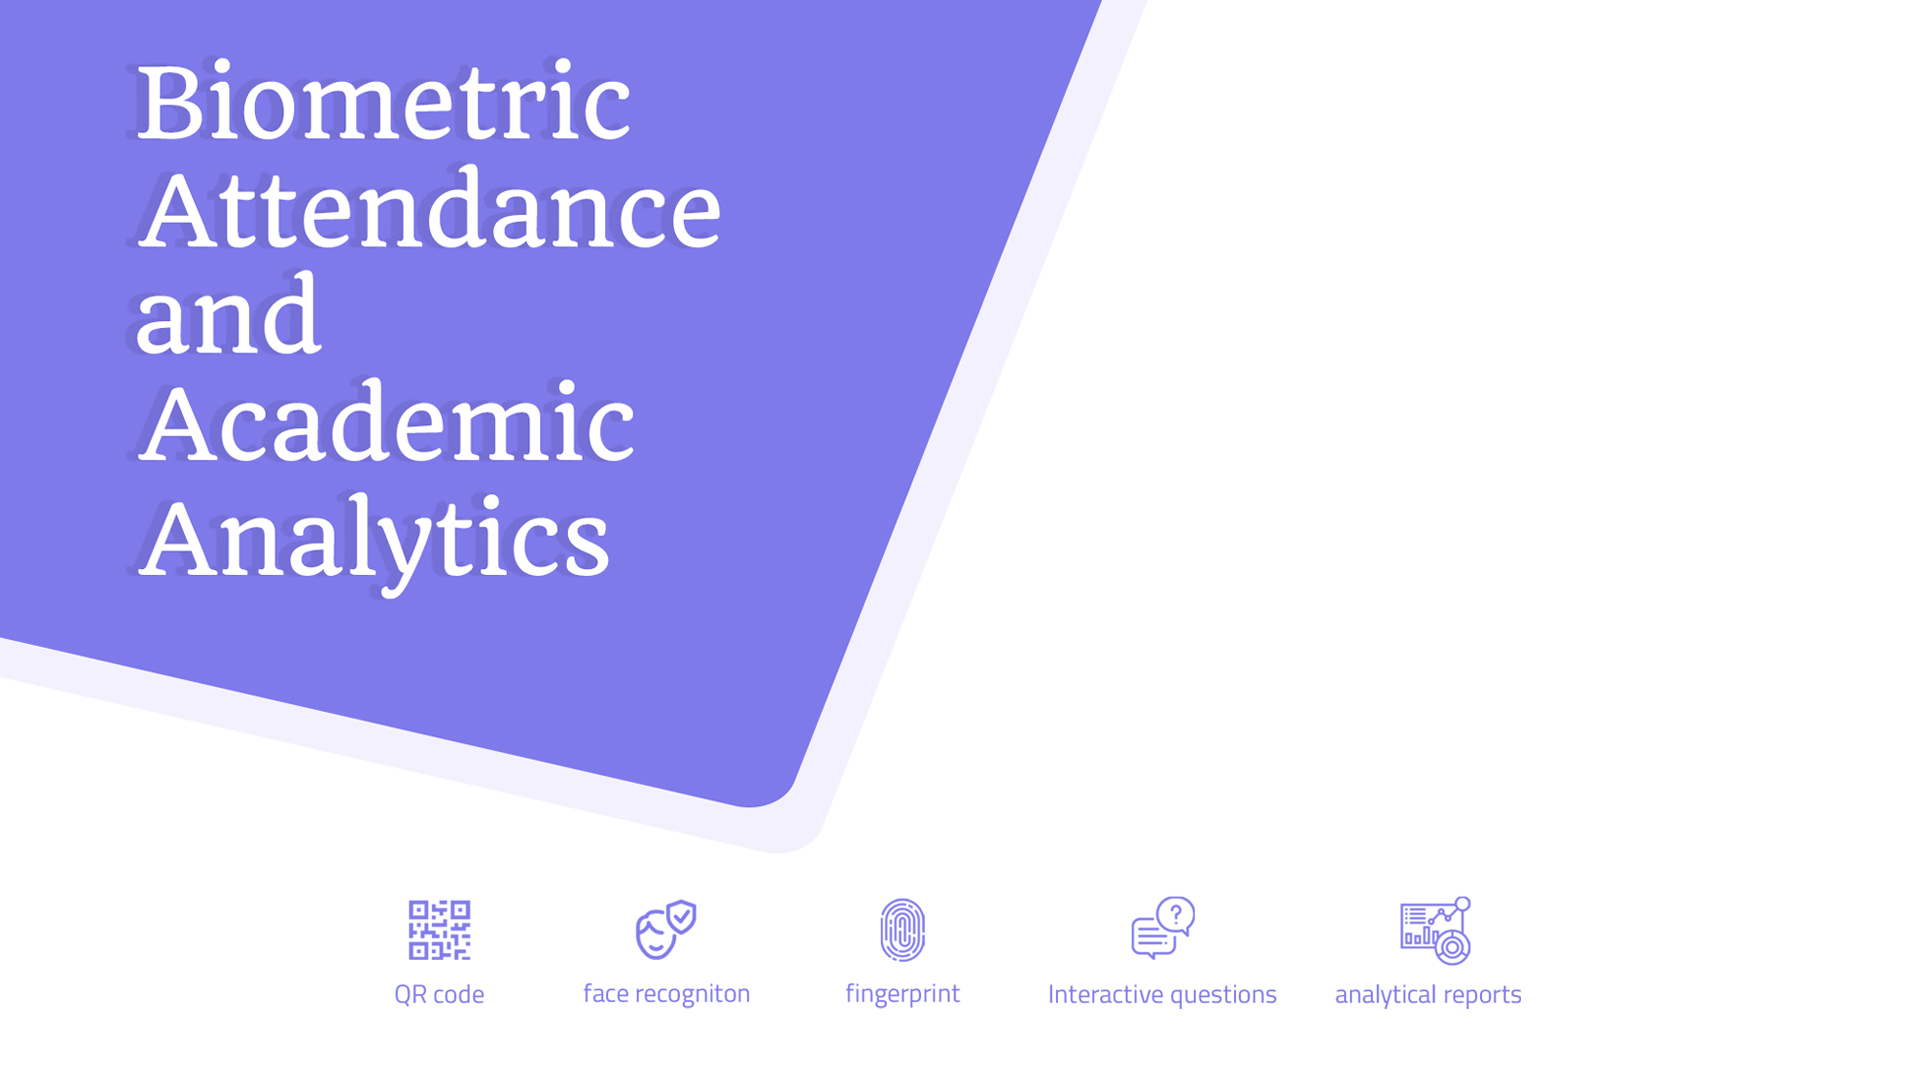 Biometric
Attendance
and
Academic
Analytics
QR code
face recogniton
fingerprint
Interactive questions
analytical reports